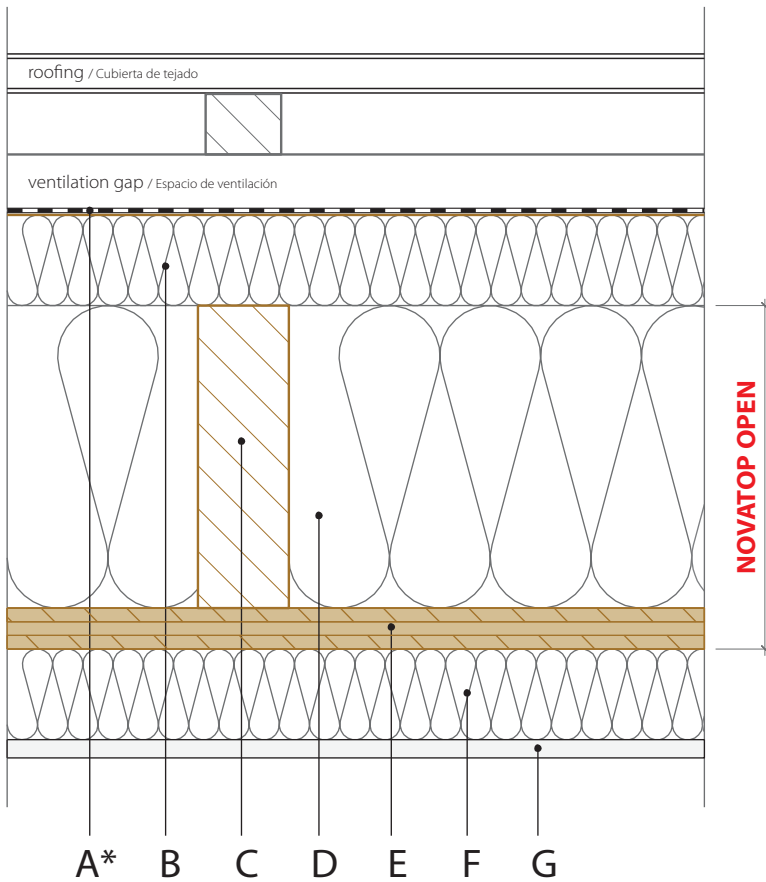 roofing / Cubierta de tejado
ventilation gap / Espacio de ventilación
NOVATOP OPEN
A* B C D E F G